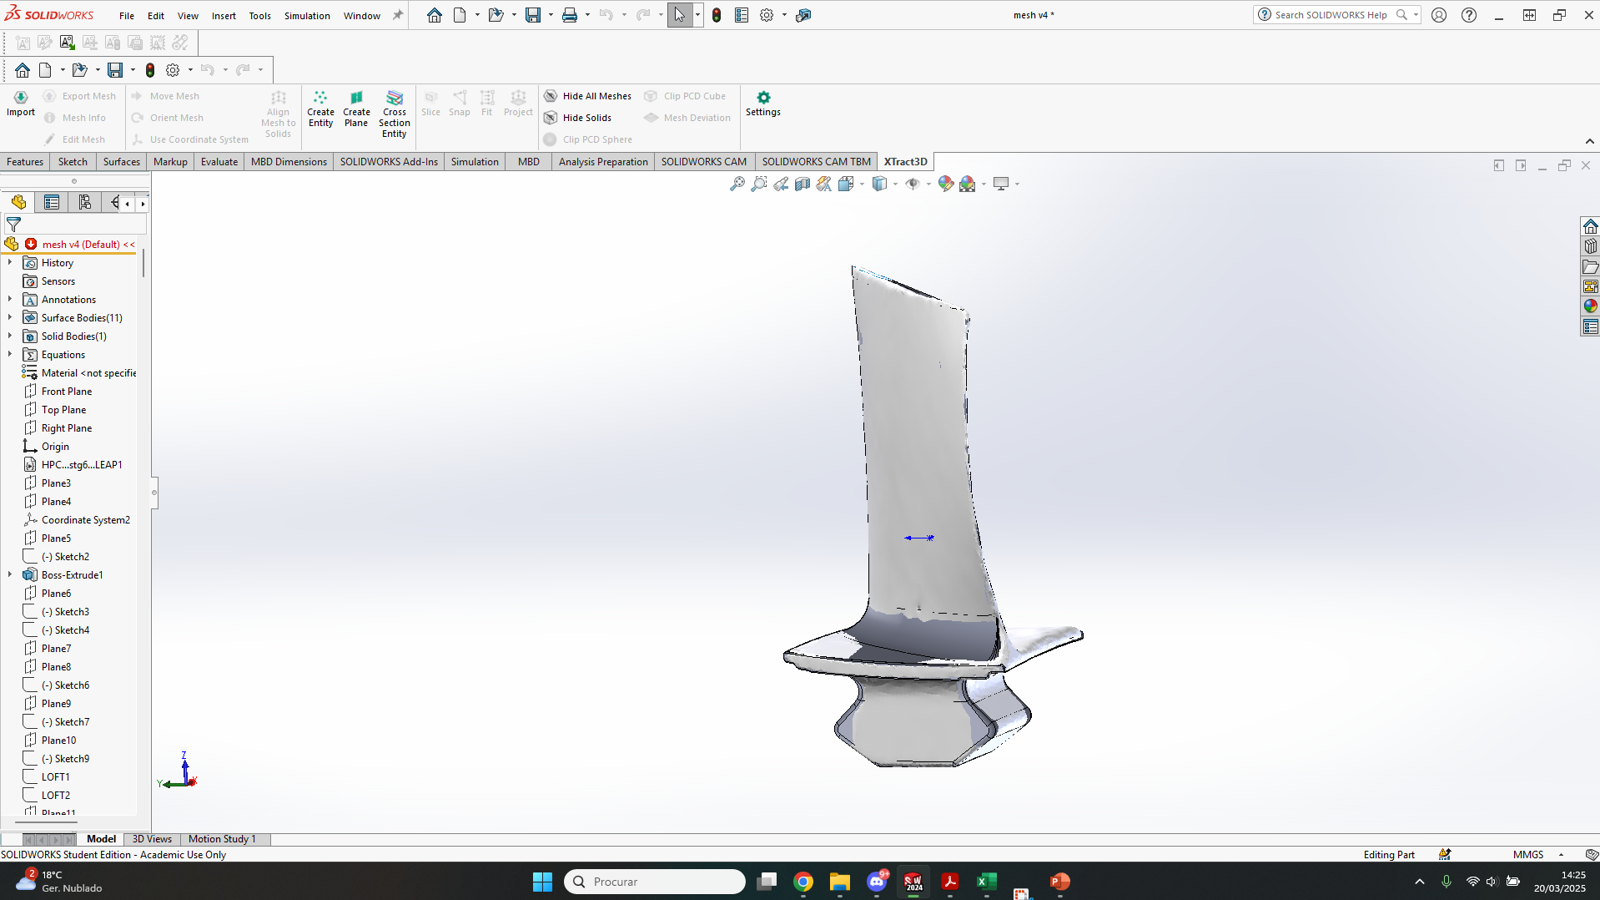 SOLIDWORKS
File
Edit
View
Insert
Tools
Simulation
Window
mesh v4 *
Search SOLIDWORKS Help
Import
Export Mesh
Mesh Info
Edit Mesh
Move Mesh
Orient Mesh
Use Coordinate System
Align Mesh to Solids
Create Entity
Create Plane
Cross Section Entity
Slice
Snap
Fit
Project
Hide All Meshes
Hide Solids
Clip PCD Sphere
Clip PCD Cube
Mesh Deviation
Settings
Features
Sketch
Surfaces
Markup
Evaluate
MBD Dimensions
SOLIDWORKS Add-Ins
Simulation
MBD
Analysis Preparation
SOLIDWORKS CAM
SOLIDWORKS CAM TBM
XTract3D
mesh v4 (Default) <<
History
Sensors
Annotations
Surface Bodies(11)
Solid Bodies(1)
Equations
Material <not specifie
Front Plane
Top Plane
Right Plane
Origin
HPC...stg6...LEAP1
Plane3
Plane4
Coordinate System2
Plane5
(-) Sketch2
Boss-Extrude1
Plane6
(-) Sketch3
(-) Sketch4
Plane7
Plane8
(-) Sketch6
Plane9
(-) Sketch7
Plane10
(-) Sketch9
LOFT1
LOFT2
Plane11
Z
Y
X
Model
3D Views
Motion Study 1
SOLIDWORKS Student Edition - Academic Use Only
Editing Part
MMGS
2
18°C
Ger. Nublado
Procurar
9+
SW
2024
14:25
20/03/2025